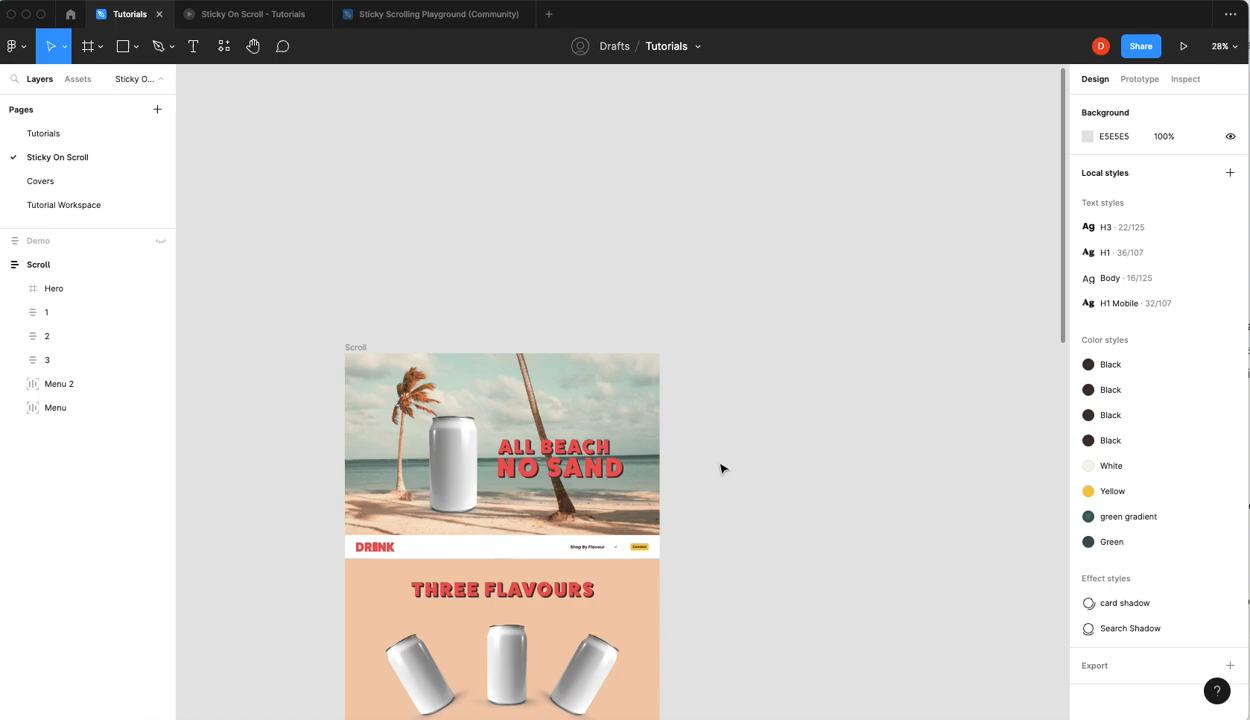 Tutorials
Sticky On Scroll - Tutorials
Sticky Scrolling Playground (Community)
Drafts / Tutorials
D
Share
28%
Layers
Assets
Sticky O...
Pages
Tutorials
Sticky On Scroll
Covers
Tutorial Workspace
Demo
Scroll
Hero
1
2
3
Menu 2
Menu
Scroll
ALL BEACH
NO SAND
DRINK
Shop By Flavour
THREE FLAVOURS
Design
Prototype
Inspect
Background
E5E5E5
100%
Local styles
Text styles
Ag H3 · 22/125
Ag H1 · 36/107
Ag Body · 16/125
Ag H1 Mobile · 32/107
Color styles
Black
Black
Black
Black
White
Yellow
green gradient
Green
Effect styles
card shadow
Search Shadow
Export
?